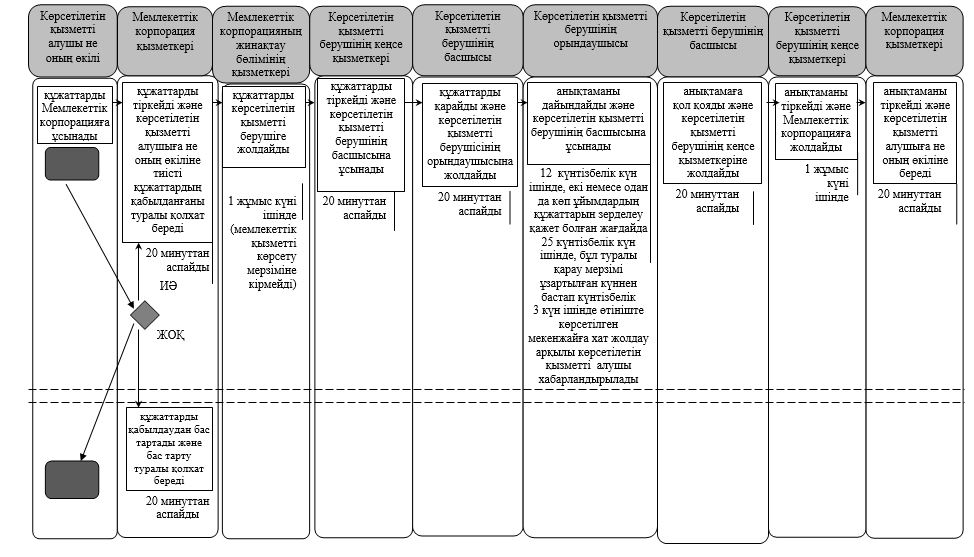 Көрсетілетін
қызметті
алушы не
оның өкілі
Мемлекеттік
корпорация
қызметкері
Мемлекеттік
корпорацияның
жинақтау
бөлімінің
қызметкері
Көрсетілетін
қызметті
берушінің кеңсе
қызметкері
Көрсетілетін
қызметті
берушінің
басшысы
Көрсетілетін қызметті
берушінің
орындаушысы
Көрсетілетін
қызметті берушінің
басшысы
Көрсетілетін
қызметті
берушінің кеңсе
қызметкері
Мемлекеттік
корпорация
қызметкері
құжаттарды
Мемлекеттік
корпорацияға
ұсынады
құжаттарды
тіркейді және
көрсетілетін
қызметті
алушыға не
оның өкіліне
тиісті
құжаттардың
қабылданғаны
туралы қолхат
береді
20 минуттан
аспайды
ИӘ
ЖОҚ
құжаттарды
қабылдаудан бас
тартады және
бас тарту
туралы қолхат
береді
20 минуттан
аспайды
құжаттарды
көрсетілетін
қызметті
берушіге
жолдайды
1 жұмыс күні
ішінде
(мемлекеттік
қызметті
көрсету
мерзіміне
кірмейді)
құжаттарды
тіркейді және
көрсетілетін
қызметті
берушінің
басшысына
ұсынады
20 минуттан
аспайды
құжаттарды
қарайды және
көрсетілетін
қызметті
берушісінің
орындаушысына
жолдайды
20 минуттан
аспайды
анықтаманы
дайындайды және
көрсетілетін қызметті
берушінің басшысына
ұсынады
12 күнтізбелік күн
ішінде, екі немесе одан
да көп ұйымдардың
құжаттарын зерделеу
қажет болған жағдайда
25 күнтізбелік күн
ішінде, бұл туралы
қарау мерзімі
ұзартылған күннен
бастап күнтізбелік
3 күн ішінде өтініште
көрсетілген
мекенжайға хат жолдау
арқылы көрсетілетін
қызметті алушы
хабарландырылады
анықтамаға
қол қояды және
көрсетілетін
қызметті
берушінің кеңсе
қызметкеріне
жолдайды
20 минуттан
аспайды
анықтаманы
тіркейді және
Мемлекеттік
корпорацияға
жолдайды
1 жұмыс
күні
ішінде
анықтаманы
тіркейді және
көрсетілетін
қызметті
алушыға не
оның өкіліне
береді
20 минуттан
аспайды